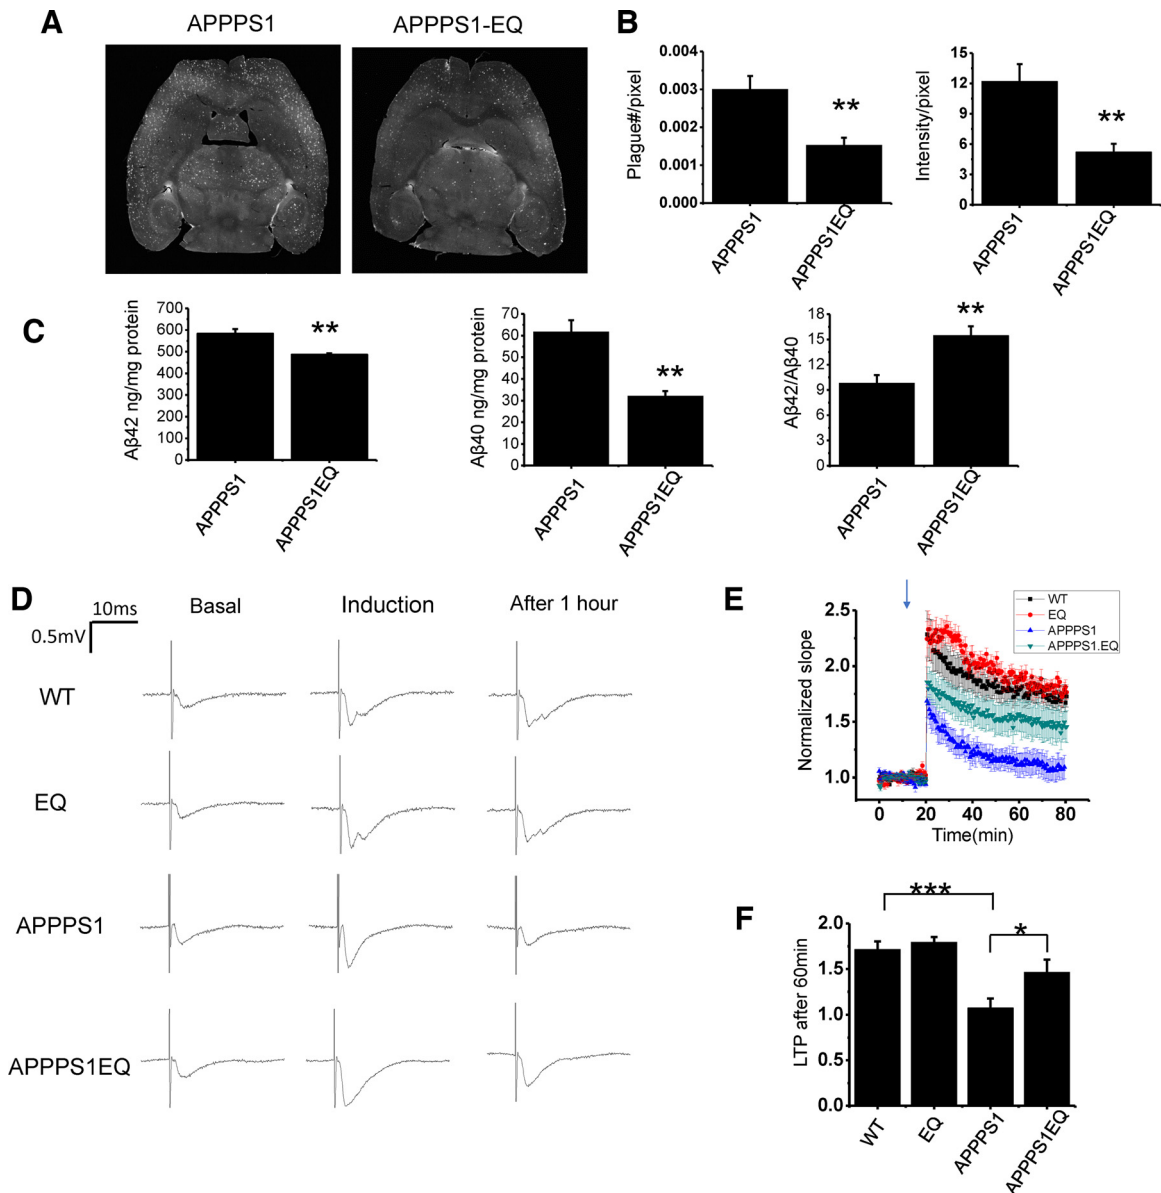 A
APPPS1
APPPS1-EQ
B
Plague#/pixel
0.004
0.003
0.002
0.001
0.000
**
APPPS1
APPPS1EQ
Intensity/pixel
15
12
9
6
3
0
**
APPPS1
APPPS1EQ
C
Aβ42 ng/mg protein
700
600
500
400
300
200
100
0
**
APPPS1
APPPS1EQ
Aβ40 ng/mg protein
70
60
50
40
30
20
10
0
**
APPPS1
APPPS1EQ
Aβ42/Aβ40
18
15
12
9
6
3
0
**
APPPS1
APPPS1EQ
D
10ms
0.5mV
Basal
Induction
After 1 hour
WT
EQ
APPPS1
APPPS1EQ
E
Normalized slope
2.5
2.0
1.5
1.0
WT
EQ
APPPS1
APPPS1.EQ
0
20
40
60
80
Time(min)
F
LTP after 60min
2.0
1.5
1.0
0.5
0.0
***
*
WT
EQ
APPPS1
APPPS1EQ